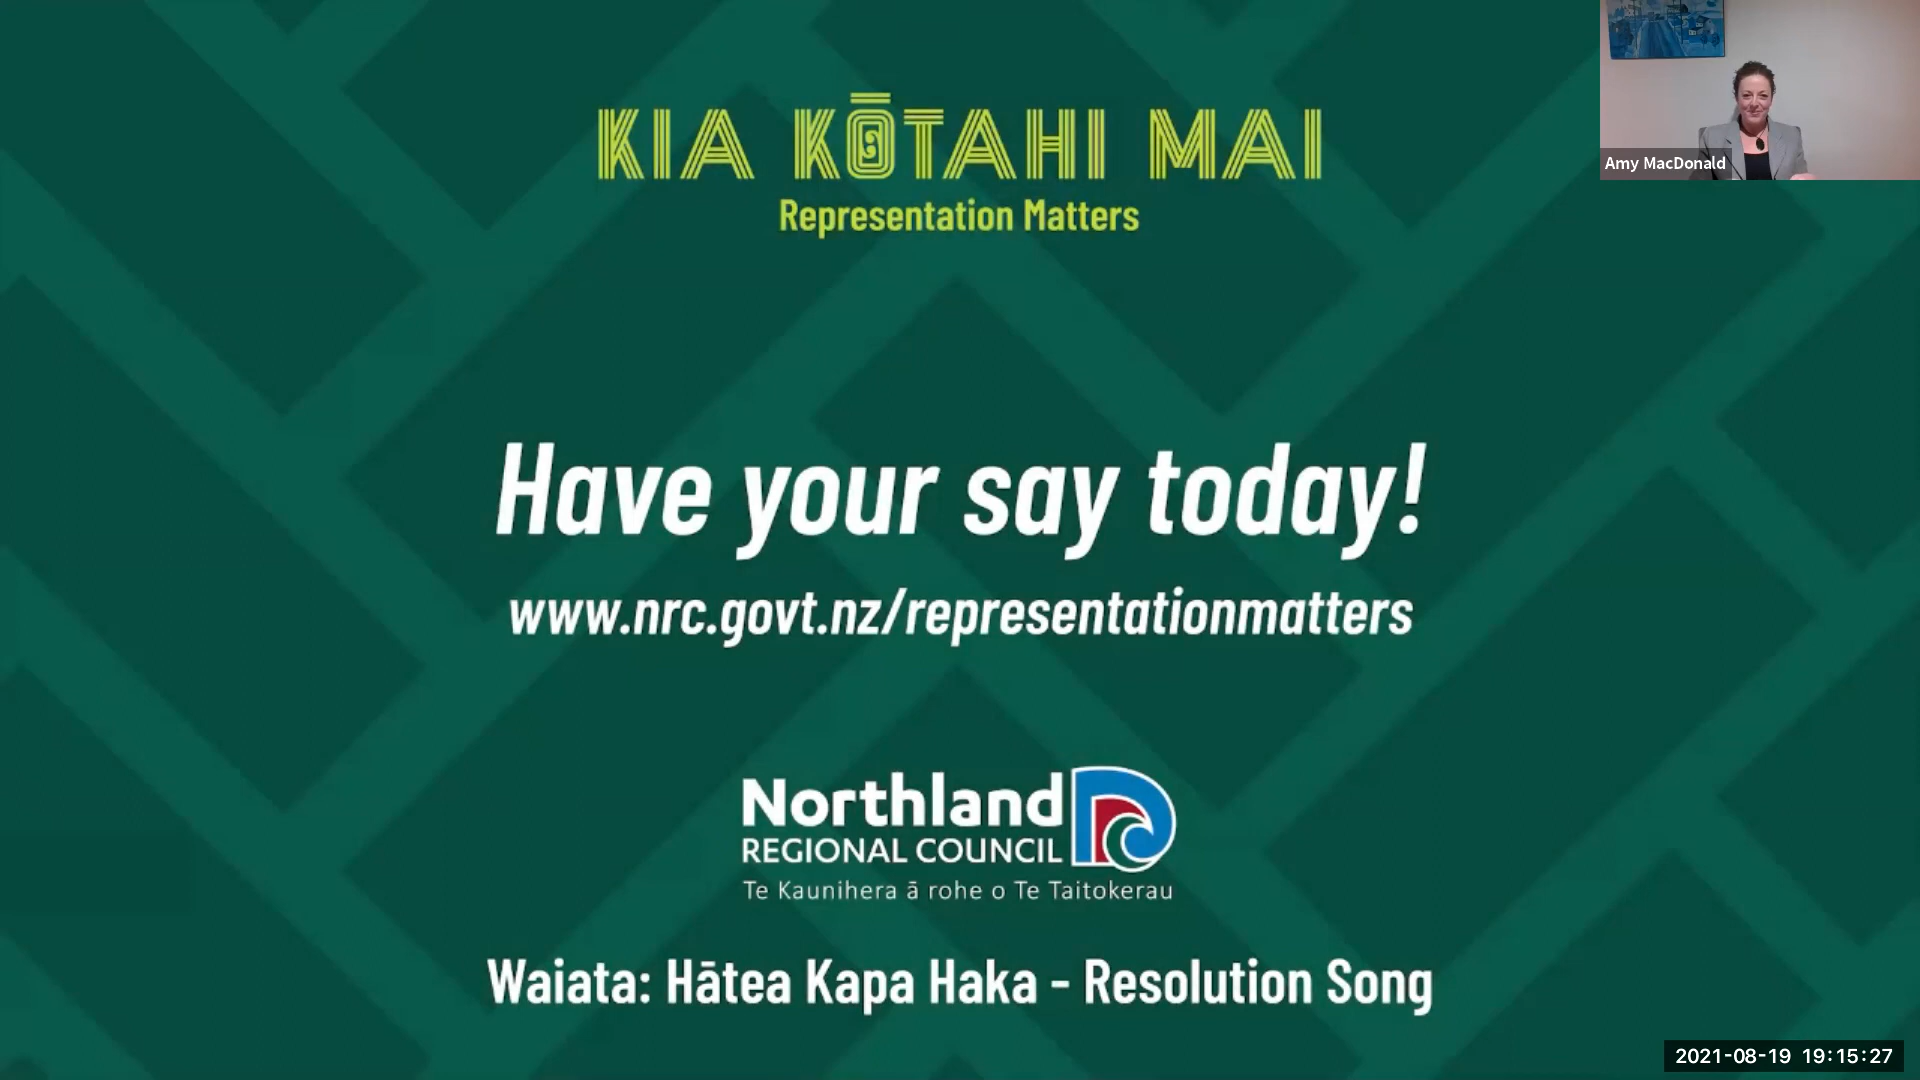 KIA KŌTAHI MAI
Representation Matters
Amy MacDonald
Have your say today!
www.nrc.govt.nz/representationmatters
Northland
REGIONAL COUNCIL
Te Kaunihera ā rohe o Te Taitokerau
Waiata: Hātea Kapa Haka - Resolution Song
2021-08-19 19:15:27